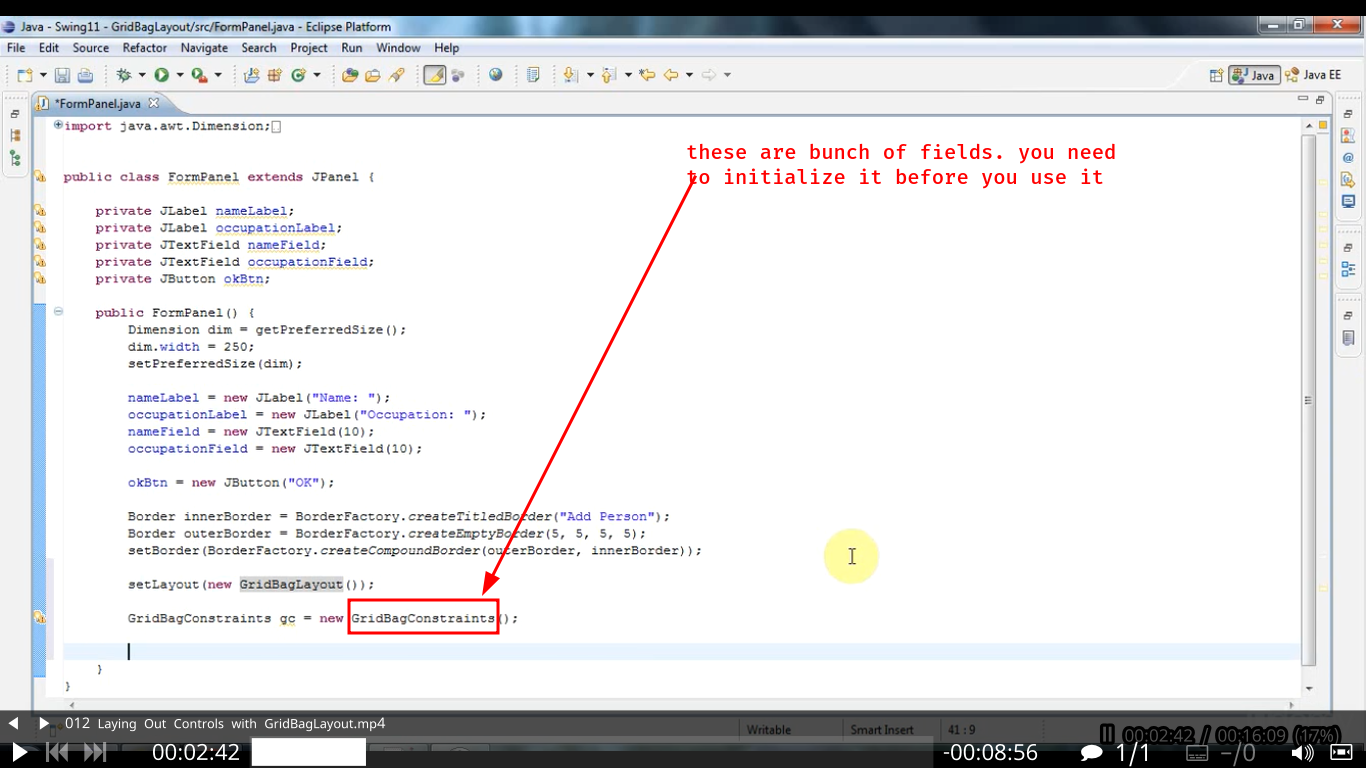 Java - Swing11 - GridBagLayout/src/FormPanel.java - Eclipse Platform
File Edit Source Refactor Navigate Search Project Run Window Help
Java Java EE
*FormPanel.java
import java.awt.Dimension;
these are bunch of fields. you need
to initialize it before you use it
public class FormPanel extends JPanel {
private JLabel nameLabel;
private JLabel occupationLabel;
private JTextField nameField;
private JTextField occupationField;
private JButton okBtn;
public FormPanel() {
Dimension dim = getPreferredSize();
dim.width = 250;
setPreferredSize(dim);
nameLabel = new JLabel("Name: ");
occupationLabel = new JLabel("Occupation: ");
nameField = new JTextField(10);
occupationField = new JTextField(10);
okBtn = new JButton("OK");
Border innerBorder = BorderFactory.createTitledBorder("Add Person");
Border outerBorder = BorderFactory.createEmptyBorder(5, 5, 5, 5);
setBorder(BorderFactory.createCompoundBorder(outerBorder, innerBorder));
setLayout(new GridBagLayout());
GridBagConstraints gc = new GridBagConstraints();
}
}
012 Laying Out Controls with GridBagLayout.mp4
Writable Smart Insert 41 : 9
00:02:42 / 00:16:09 (17%)
00:02:42 -00:08:56 1/1 -/0